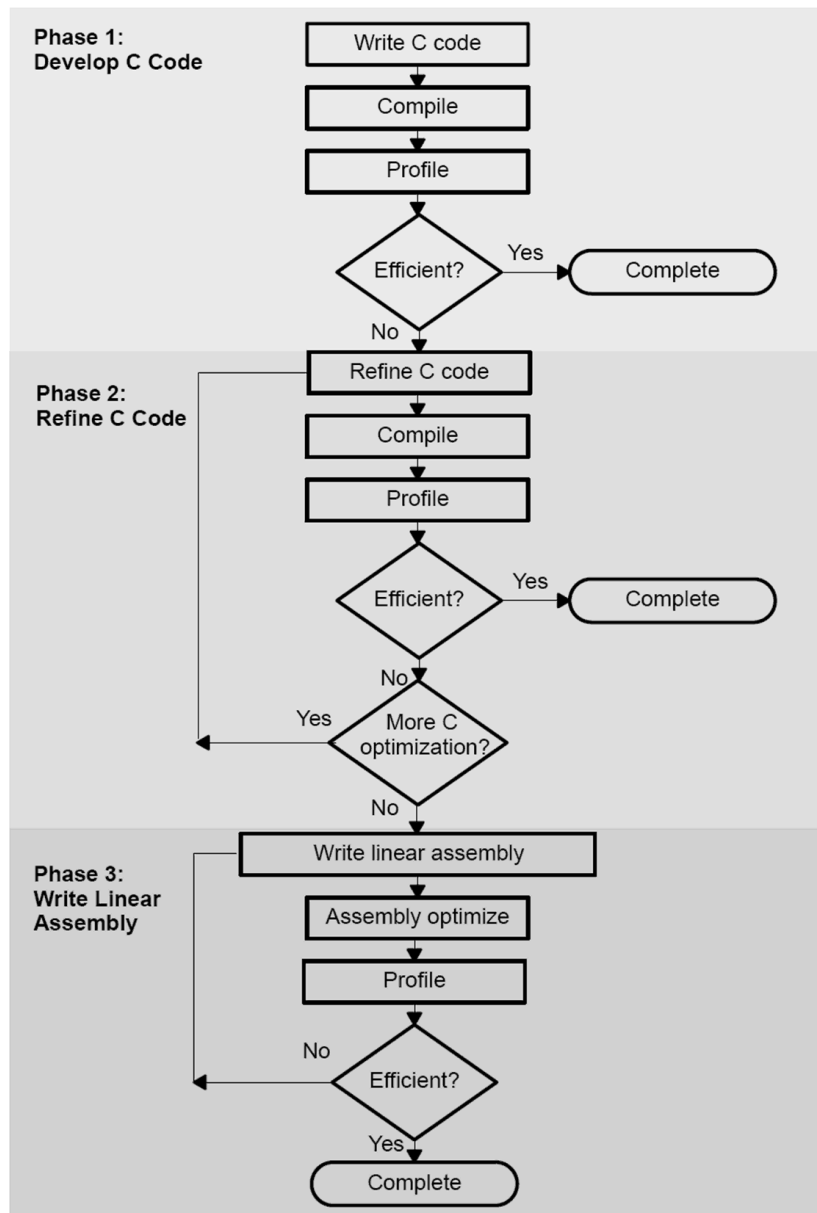 Phase 1:
Develop C Code
Write C code
Compile
Profile
Efficient?
Yes
Complete
No
Phase 2:
Refine C Code
Refine C code
Compile
Profile
Efficient?
Yes
Complete
No
More C
optimization?
Yes
No
Phase 3:
Write Linear
Assembly
Write linear assembly
Assembly optimize
Profile
Efficient?
No
Yes
Complete